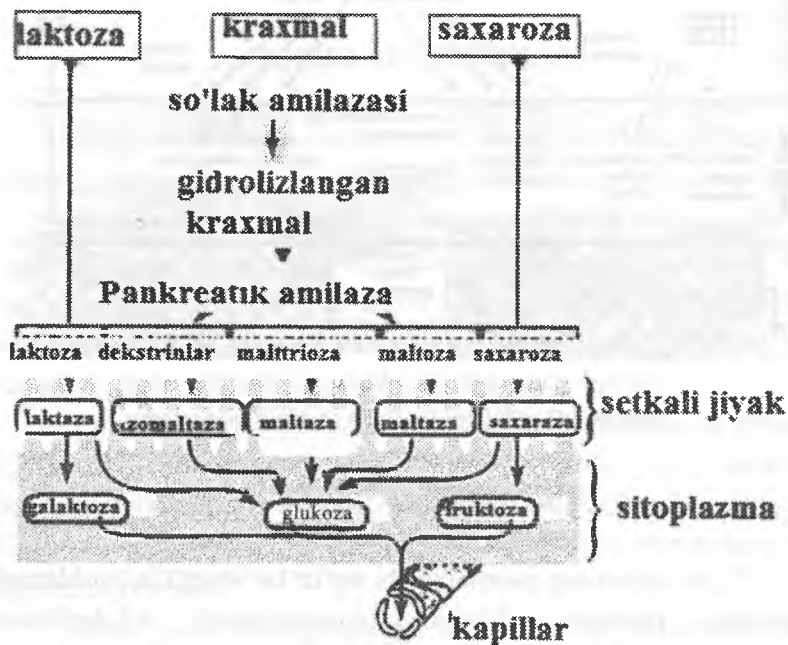 laktoza kraxmal saxaroza
so'lak amilazasi
gidrolizlangan
kraxmal
Pankreatik amilaza
laktoza dekstrinlar malttrioza maltoza saxaroza
laktaza izomaltaza maltaza maltaza saxaraza
setkali jiyak
galaktoza glukoza fruktoza
sitoplazma
kapillar